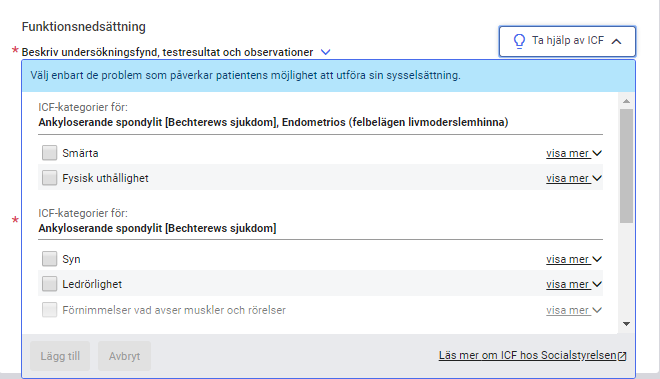 Funktionsnedsättning
* Beskriv undersökningsfynd, testresultat och observationer
Ta hjälp av ICF
Välj enbart de problem som påverkar patientens möjlighet att utföra sin sysselsättning.
ICF-kategorier för:
Ankyloserande spondylit [Bechterews sjukdom], Endometrios (felbelägen livmoderslemhinna)
Smärta visa mer
Fysisk uthållighet visa mer
ICF-kategorier för:
*
Ankyloserande spondylit [Bechterews sjukdom]
Syn visa mer
Ledrörlighet visa mer
Förnimmelser vad avser muskler och rörelser visa mer
Lägg till Avbryt Läs mer om ICF hos Socialstyrelsen